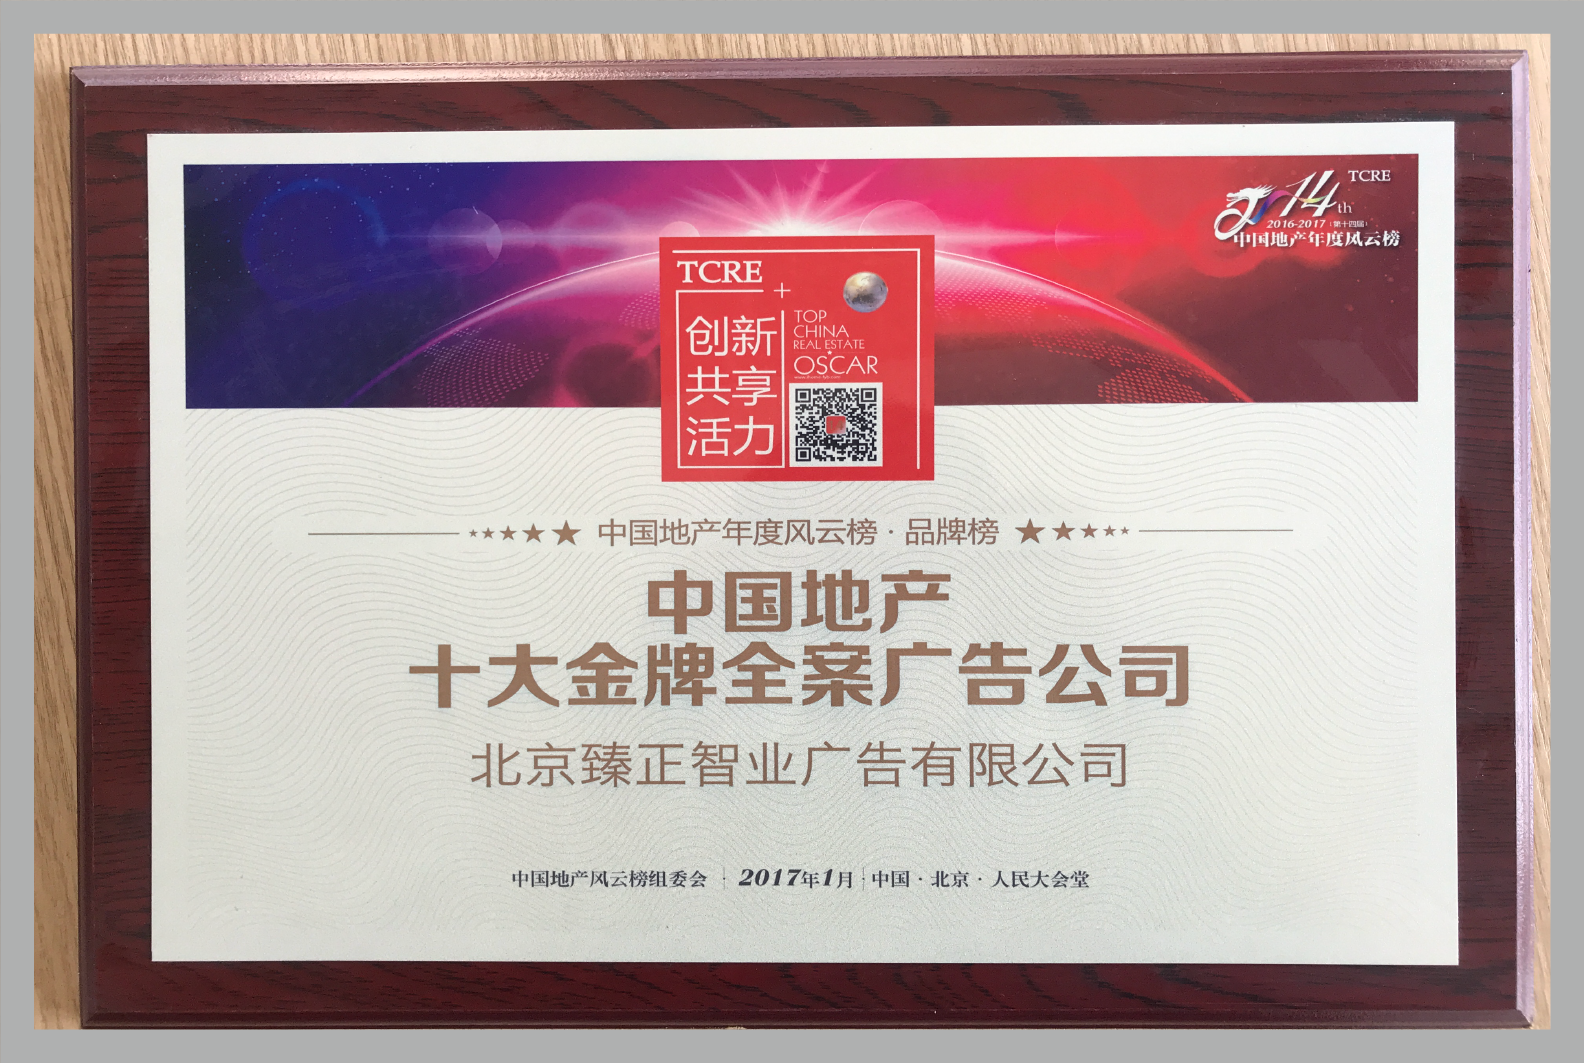 TCRE
14th
2016-2017（第十四届）
中国地产年度风云榜
TCRE
创新
共享
活力
TOP
CHINA
REAL ESTATE
OSCAR
中国地产年度风云榜·品牌榜
中国地产
十大金牌全案广告公司
北京臻正智业广告有限公司
中国地产风云榜组委会 2017年1月 中国·北京·人民大会堂